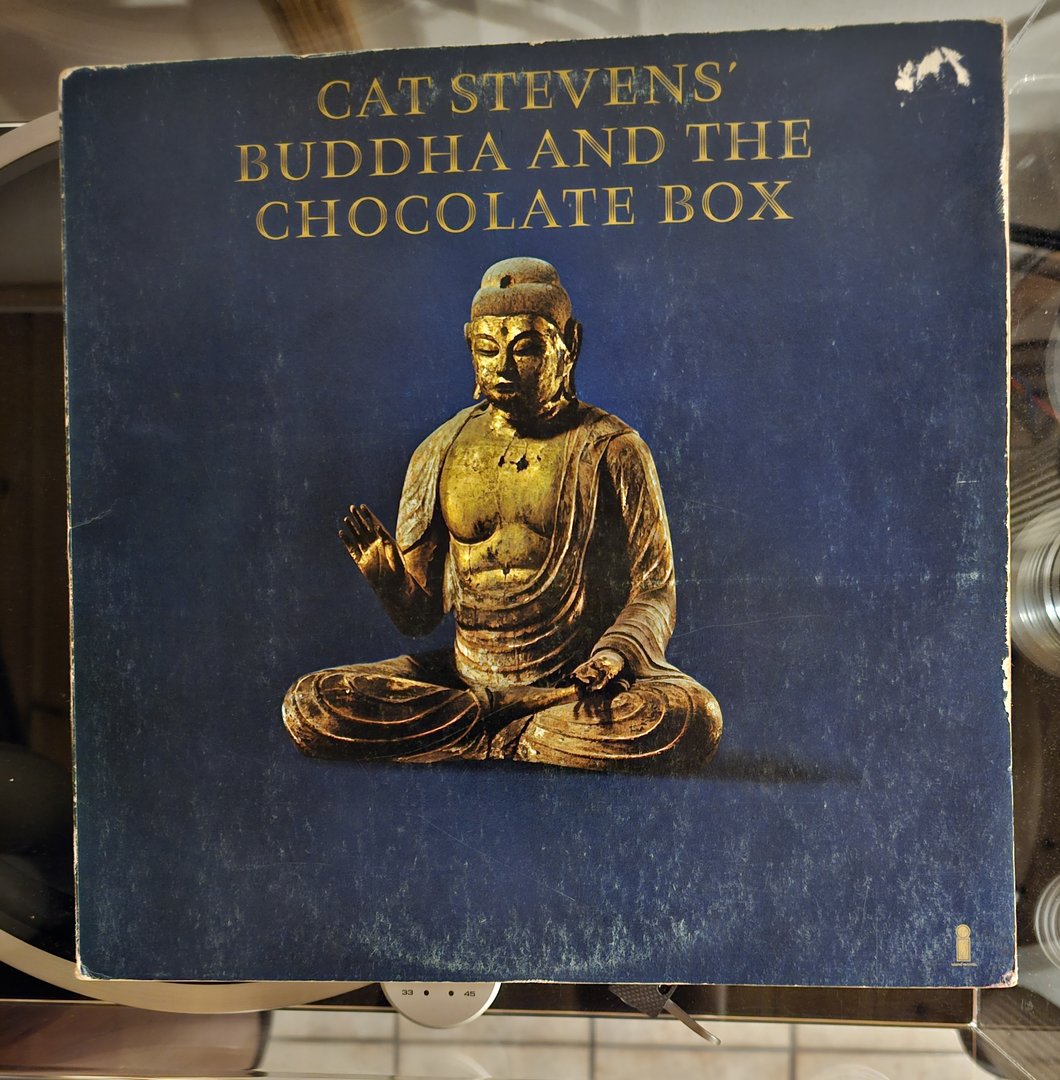 CAT STEVENS'
BUDDHA AND THE
CHOCOLATE BOX
33 45